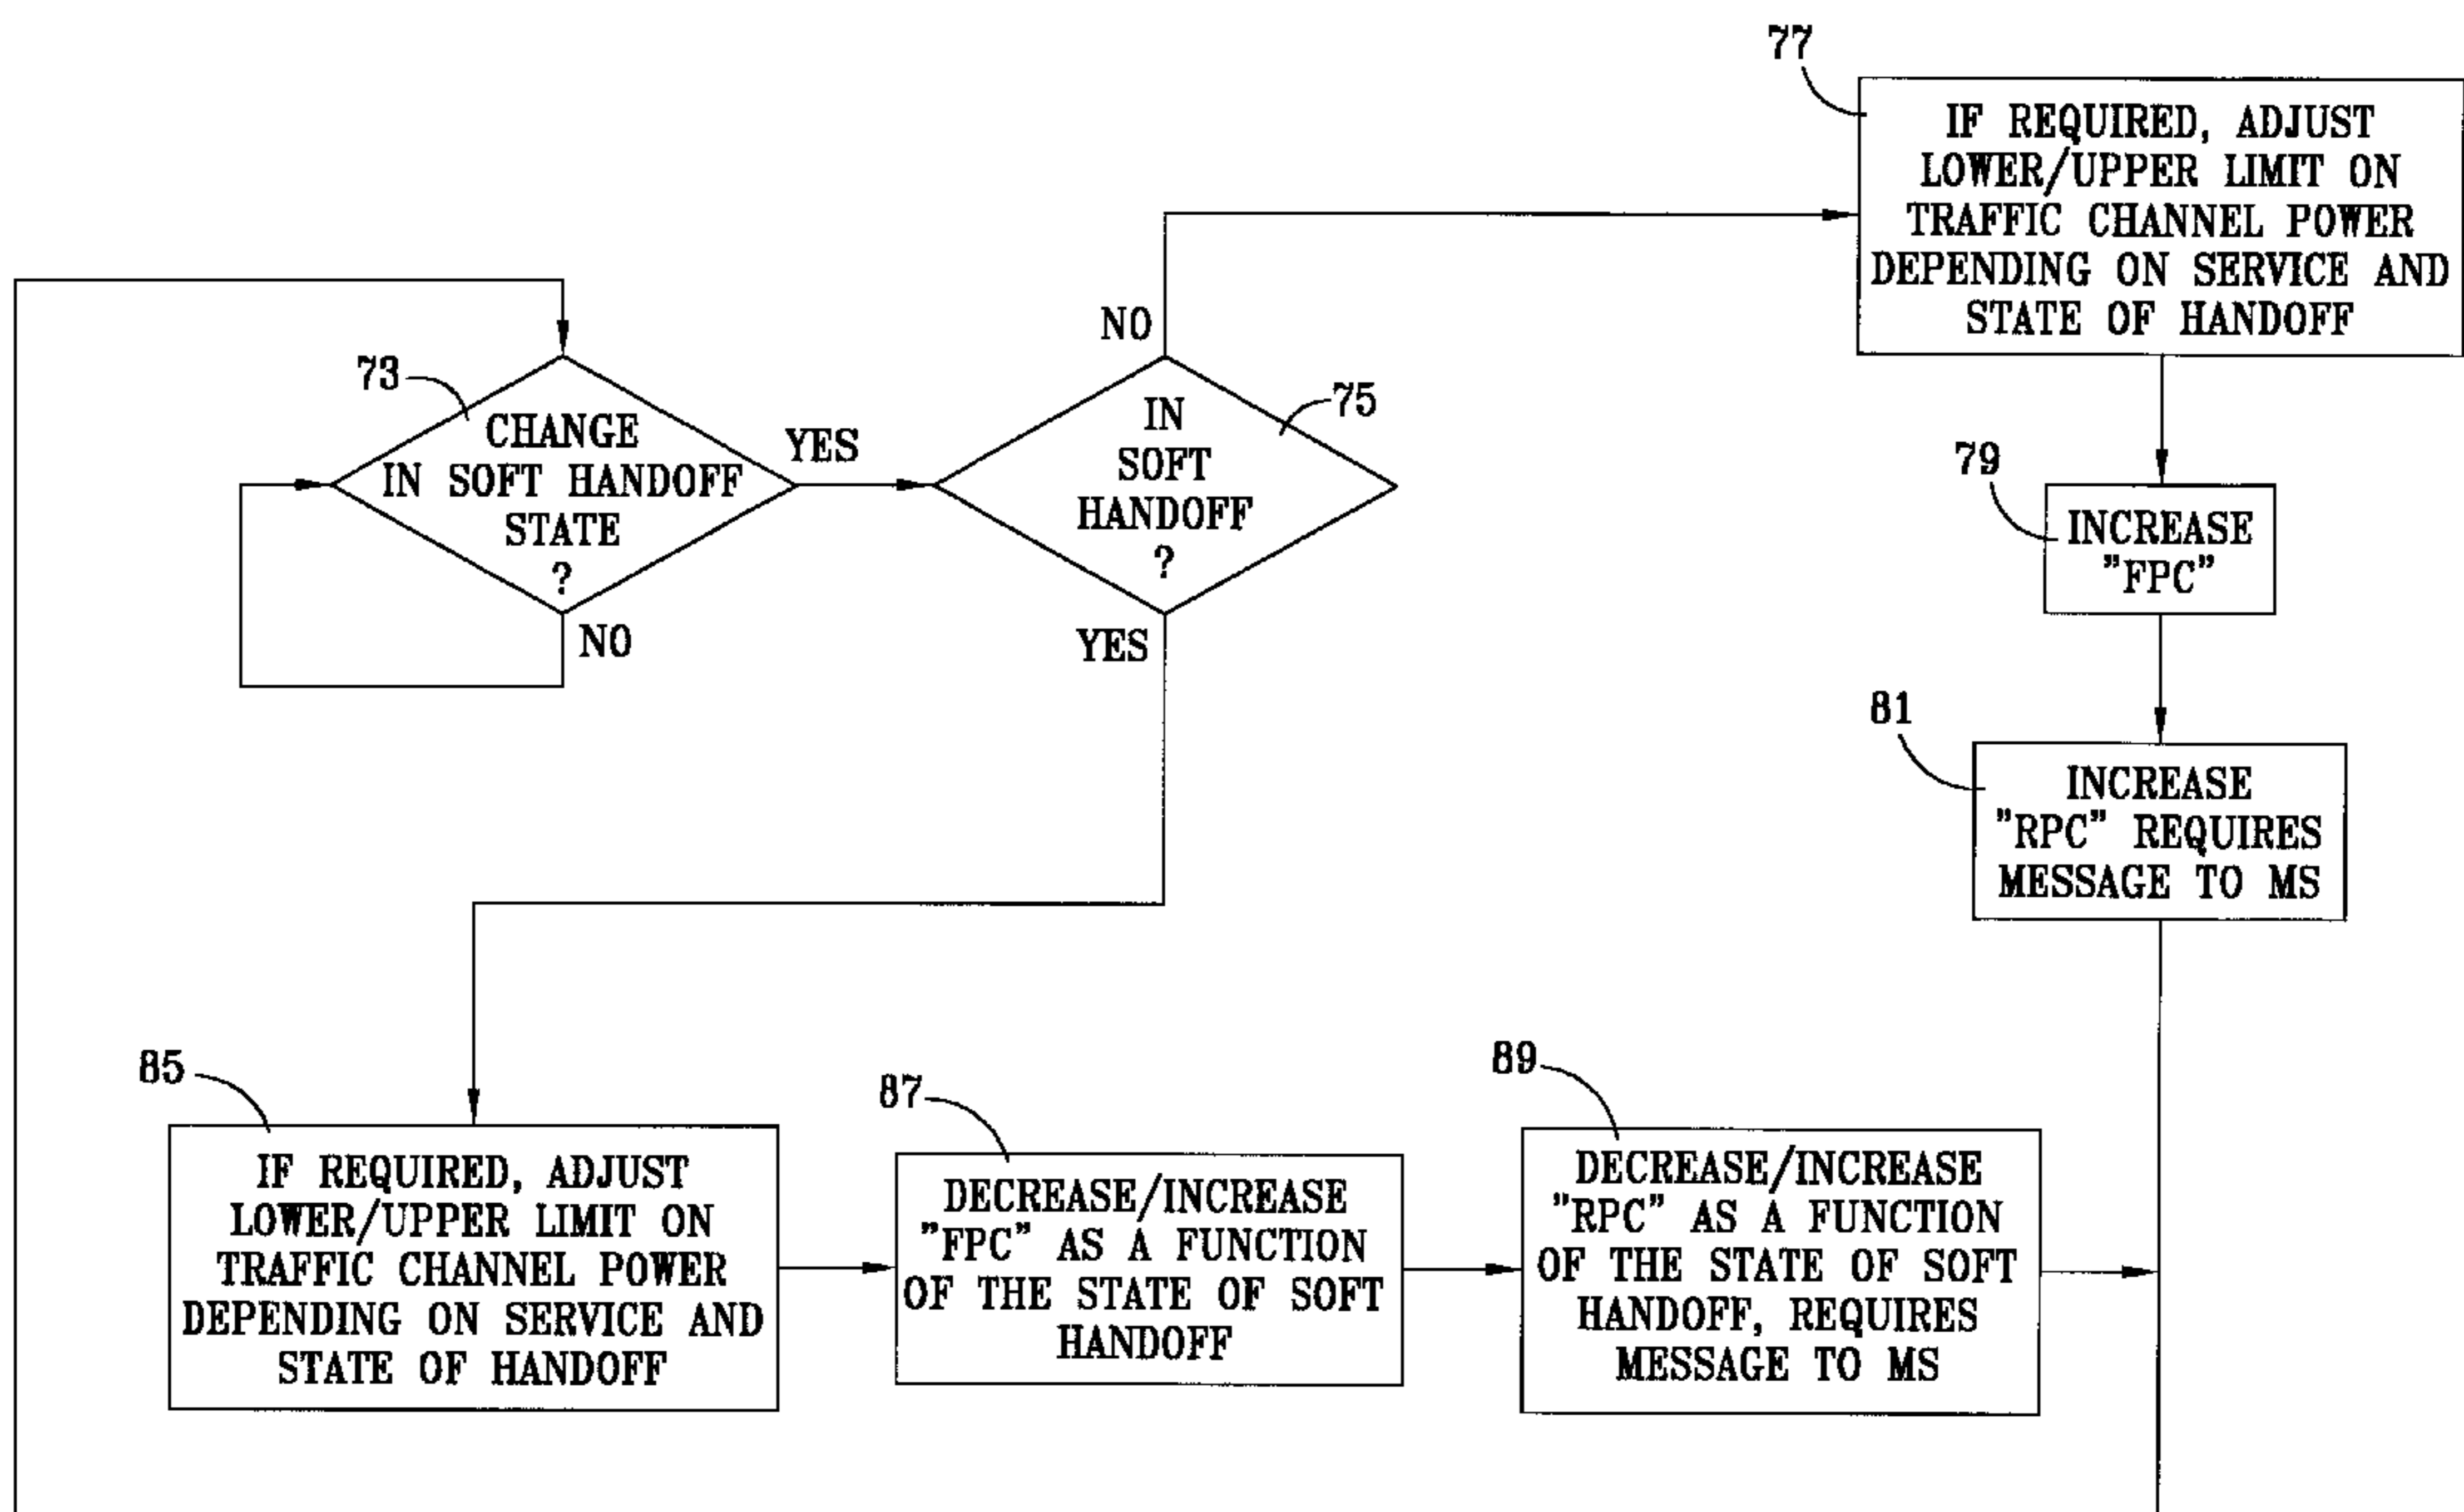 77
IF REQUIRED, ADJUST
LOWER/UPPER LIMIT ON
TRAFFIC CHANNEL POWER
DEPENDING ON SERVICE AND
STATE OF HANDOFF
NO
73
CHANGE
IN SOFT HANDOFF
STATE
?
YES
NO
75
IN
SOFT
HANDOFF
?
YES
79
INCREASE
"FPC"
81
INCREASE
"RPC" REQUIRES
MESSAGE TO MS
85
IF REQUIRED, ADJUST
LOWER/UPPER LIMIT ON
TRAFFIC CHANNEL POWER
DEPENDING ON SERVICE AND
STATE OF HANDOFF
87
DECREASE/INCREASE
"FPC" AS A FUNCTION
OF THE STATE OF SOFT
HANDOFF
89
DECREASE/INCREASE
"RPC" AS A FUNCTION
OF THE STATE OF SOFT
HANDOFF, REQUIRES
MESSAGE TO MS